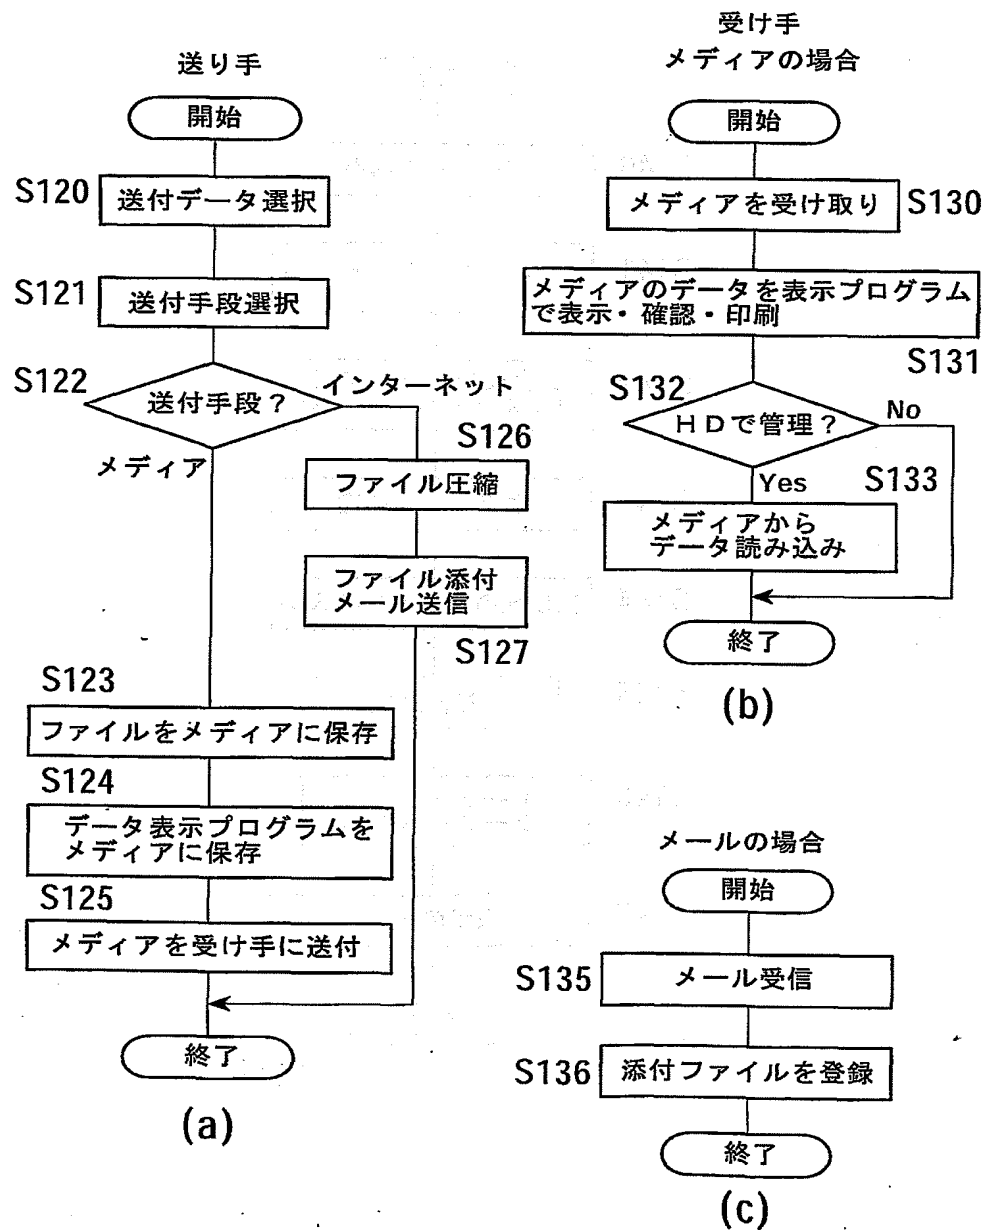 送り手
開始
S120
送付データ選択
S121
送付手段選択
S122
送付手段？
インターネット
メディア
S126
ファイル圧縮
ファイル添付
メール送信
S127
S123
ファイルをメディアに保存
S124
データ表示プログラムを
メディアに保存
S125
メディアを受け手に送付
終了
(a)
受け手
メディアの場合
開始
メディアを受け取り
S130
メディアのデータを表示プログラム
で表示・確認・印刷
S131
S132
ＨＤで管理？
No
Yes
S133
メディアから
データ読み込み
終了
(b)
メールの場合
開始
S135
メール受信
S136
添付ファイルを登録
終了
(c)